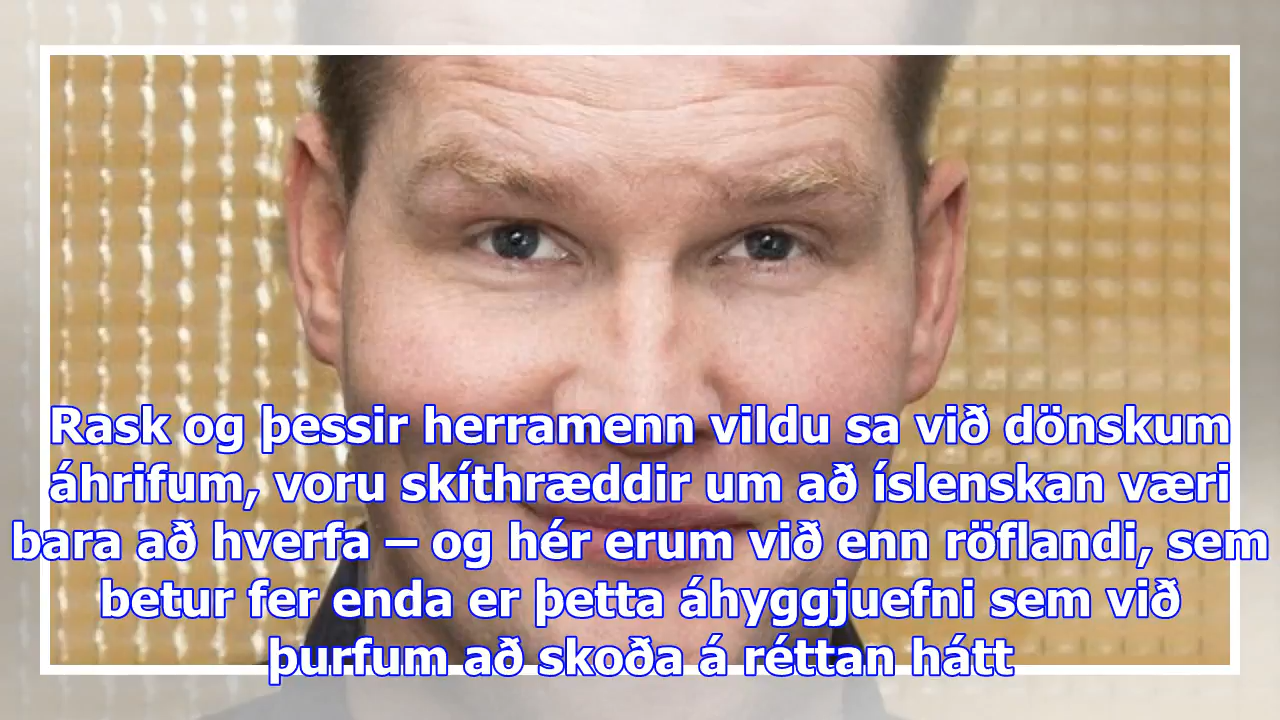 Rask og þessir herramenn vildu sa við dönskum
áhrifum, voru skíthræddir um að íslenskan væri
bara að hverfa – og hér erum við enn röflandi, sem
betur fer enda er þetta áhyggjuefni sem við
þurfum að skoða á réttan hátt